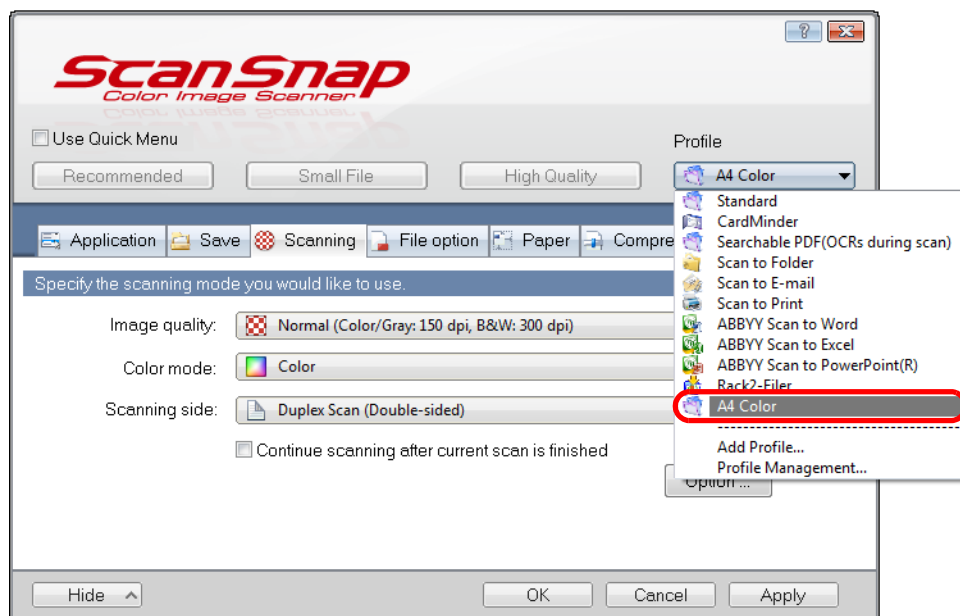 ScanSnap
Color Image Scanner
Use Quick Menu
Profile
Recommended
Small File
High Quality
A4 Color
Standard
CardMinder
Searchable PDF(OCRs during scan)
Scan to Folder
Scan to E-mail
Scan to Print
ABBYY Scan to Word
ABBYY Scan to Excel
ABBYY Scan to PowerPoint(R)
Rack2-Filer
A4 Color
Add Profile...
Profile Management...
Application Save Scanning File option Paper Compre
Specify the scanning mode you would like to use.
Image quality: Normal (Color/Gray: 150 dpi, B&W: 300 dpi)
Color mode: Color
Scanning side: Duplex Scan (Double-sided)
Continue scanning after current scan is finished
Option ...
Hide OK Cancel Apply